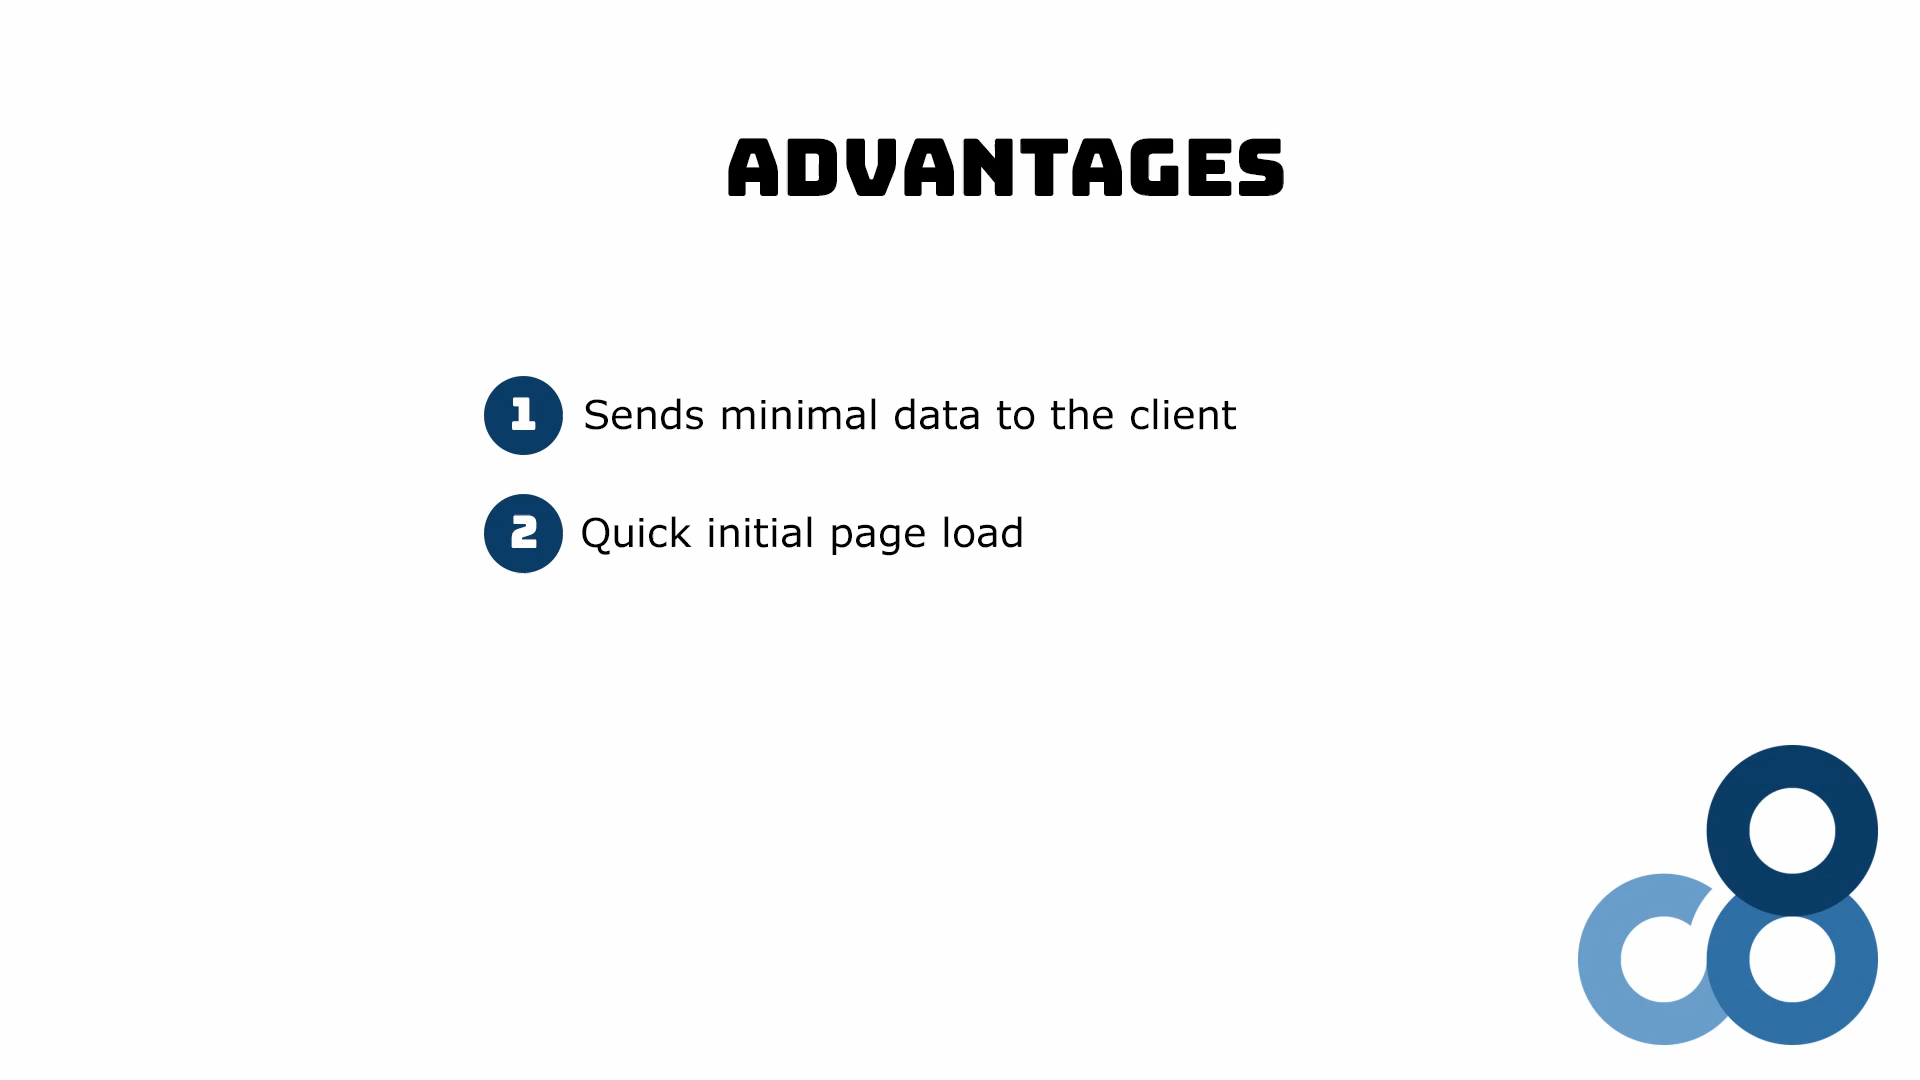 ADVANTAGES
1 Sends minimal data to the client
2 Quick initial page load